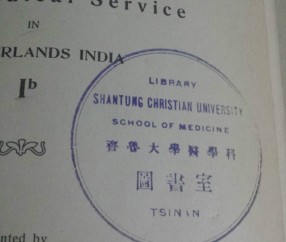 Service
IN
ERLANDS INDIA
Iᵇ
LIBRARY
SHANTUNG CHRISTIAN UNIVERSITY
SCHOOL OF MEDICINE
齊魯大學醫學科
圖書室
TSINAN
nted by